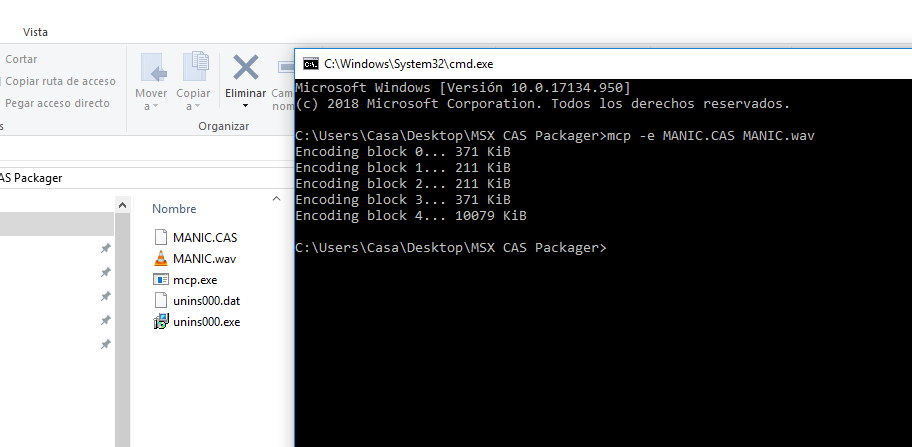 Vista
Cortar
Copiar ruta de acceso
Pegar acceso directo
Mover a
Copiar a
Eliminar
Organizar
AS Packager
Nombre
MANIC.CAS
MANIC.wav
mcp.exe
unins000.dat
unins000.exe
C:\Windows\System32\cmd.exe
Microsoft Windows [Versión 10.0.17134.950]
(c) 2018 Microsoft Corporation. Todos los derechos reservados.
C:\Users\Casa\Desktop\MSX CAS Packager>mcp -e MANIC.CAS MANIC.wav
Encoding block 0... 371 KiB
Encoding block 1... 211 KiB
Encoding block 2... 211 KiB
Encoding block 3... 371 KiB
Encoding block 4... 10079 KiB
C:\Users\Casa\Desktop\MSX CAS Packager>